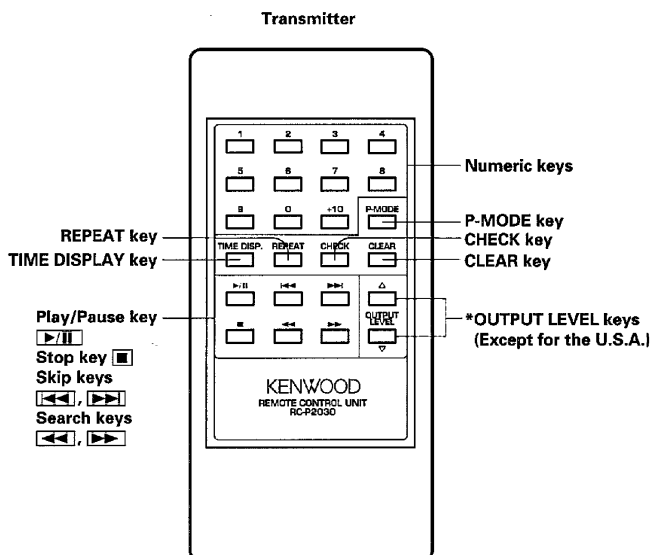 Transmitter
1 2 3 4
5 6 7 8
9 0 +10 P-MODE
TIME DISP. REPEAT CHECK CLEAR
▶/II |◀◀ ▶▶| △
■ ◀◀ ▶▶ OUTPUT
LEVEL
▽
KENWOOD
REMOTE CONTROL UNIT
RC-P2030
REPEAT key
TIME DISPLAY key
Play/Pause key
▶/II
Stop key ■
Skip keys
|◀◀, ▶▶|
Search keys
◀◀, ▶▶
Numeric keys
P-MODE key
CHECK key
CLEAR key
*OUTPUT LEVEL keys
(Except for the U.S.A.)